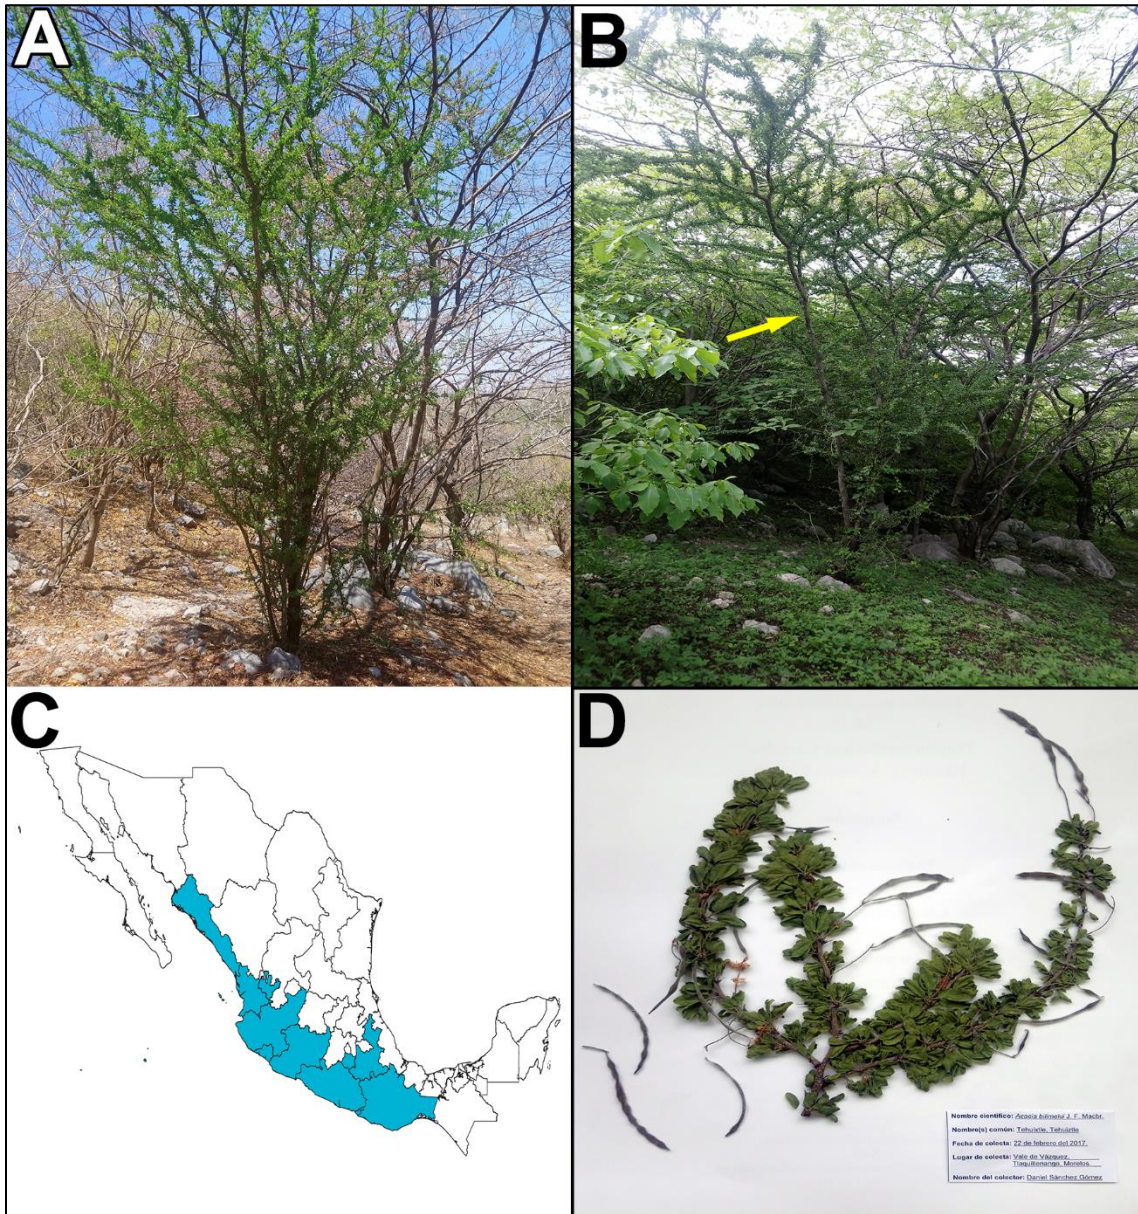 A
B
C
D
Nombre científico: Acacia bilimekii J. F. Macbr.
Nombre(s) común: Tehuistle, Tehuiztle
Fecha de colecta: 22 de febrero del 2017.
Lugar de colecta: Valle de Vázquez,
Tlaquiltenango, Morelos.
Nombre del colector: Daniel Sánchez Gómez